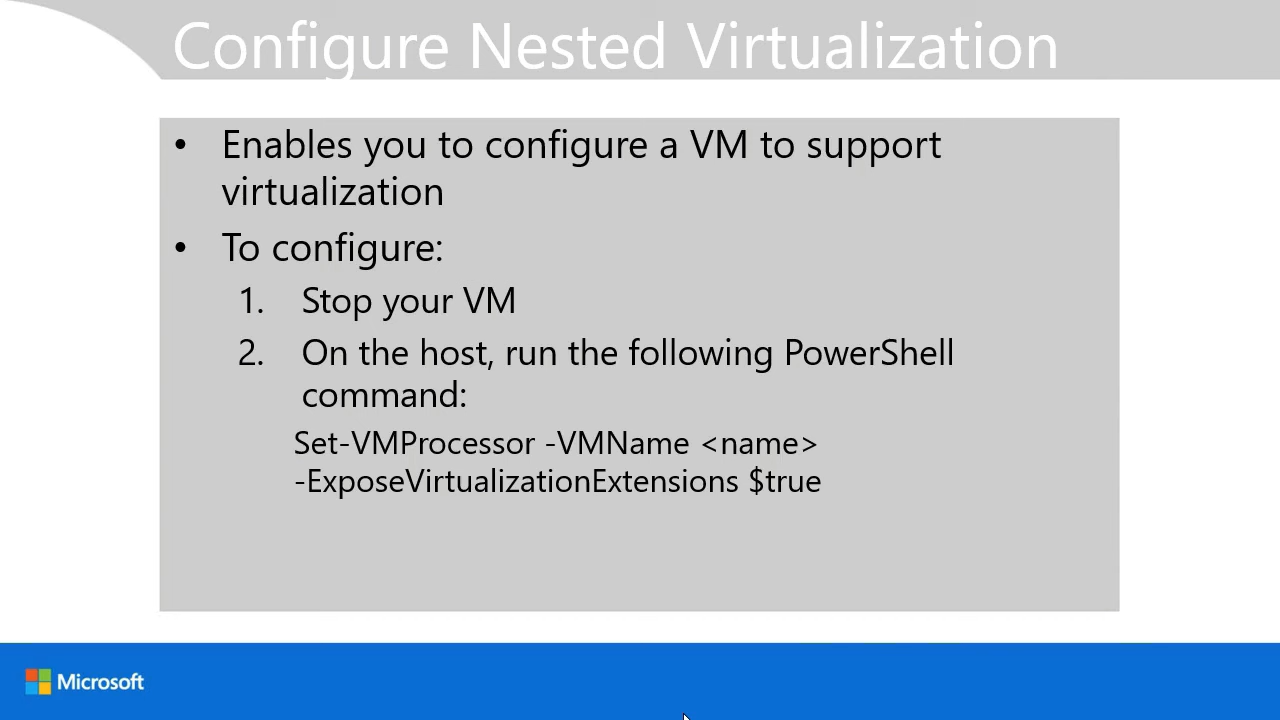 Configure Nested Virtualization
• Enables you to configure a VM to support
virtualization
• To configure:
1. Stop your VM
2. On the host, run the following PowerShell
command:
Set-VMProcessor -VMName <name>
-ExposeVirtualizationExtensions $true
Microsoft